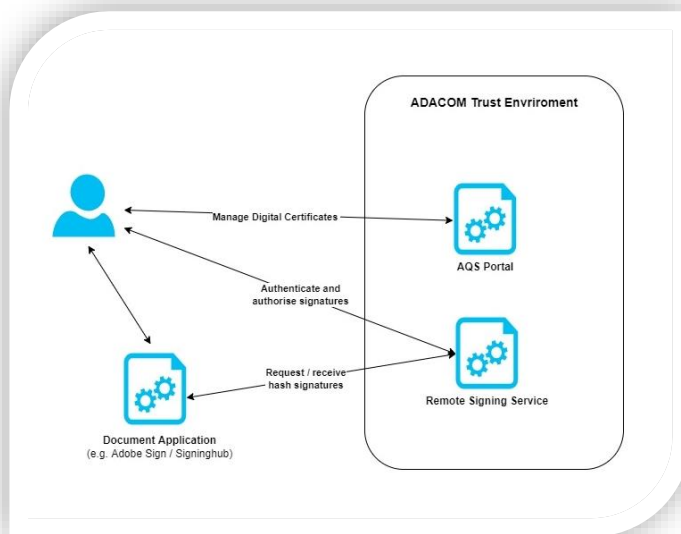 ADACOM Trust Envriroment
Manage Digital Certificates
AQS Portal
Authenticate and
authorise signatures
Request / receive
hash signatures
Remote Signing Service
Document Application
(e.g. Adobe Sign / Signinghub)